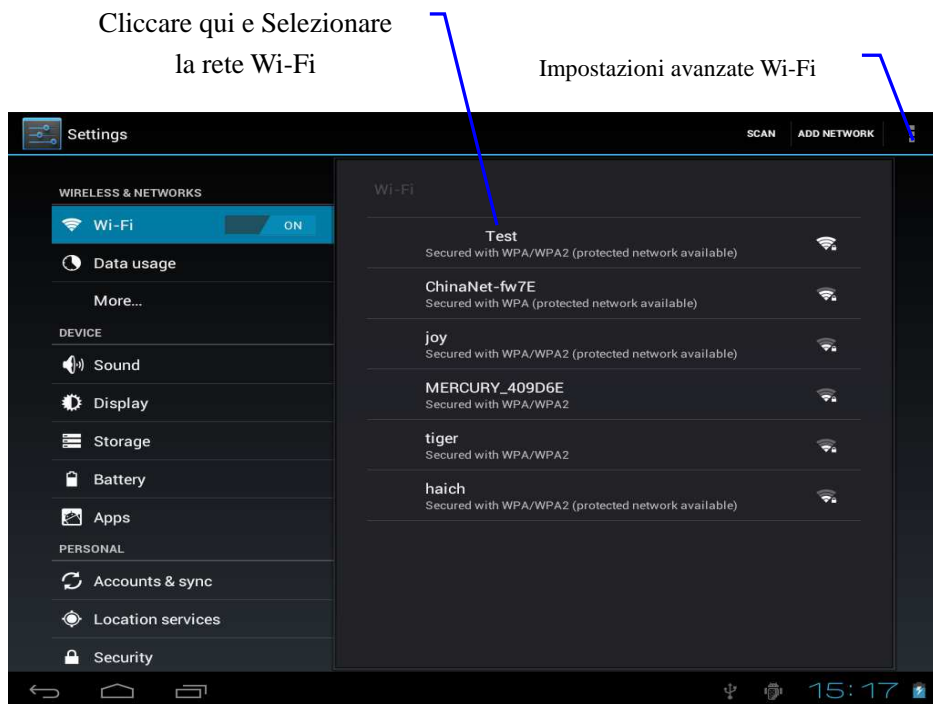 Cliccare qui e Selezionare
la rete Wi-Fi
Impostazioni avanzate Wi-Fi
Settings
SCAN
ADD NETWORK
WIRELESS & NETWORKS
Wi-Fi
ON
Data usage
More...
DEVICE
Sound
Display
Storage
Battery
Apps
PERSONAL
Accounts & sync
Location services
Security
Wi-Fi
Test
Secured with WPA/WPA2 (protected network available)
ChinaNet-fw7E
Secured with WPA (protected network available)
joy
Secured with WPA/WPA2 (protected network available)
MERCURY_409D6E
Secured with WPA/WPA2
tiger
Secured with WPA/WPA2
haich
Secured with WPA/WPA2 (protected network available)
15:17